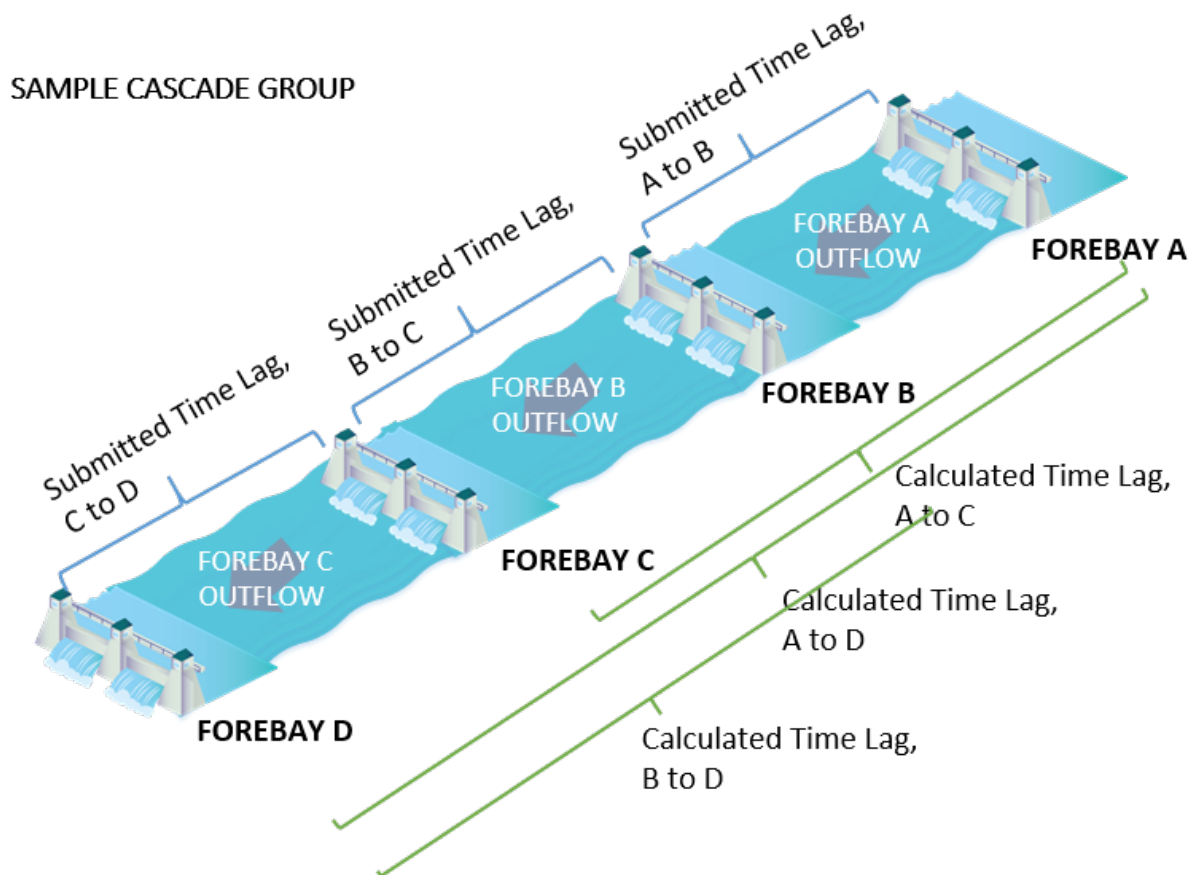 SAMPLE CASCADE GROUP
Submitted Time Lag,
A to B
FOREBAY A
OUTFLOW
FOREBAY A
Submitted Time Lag,
B to C
FOREBAY B
OUTFLOW
FOREBAY B
Submitted Time Lag,
C to D
FOREBAY C
OUTFLOW
FOREBAY C
FOREBAY D
Calculated Time Lag,
A to C
Calculated Time Lag,
A to D
Calculated Time Lag,
B to D